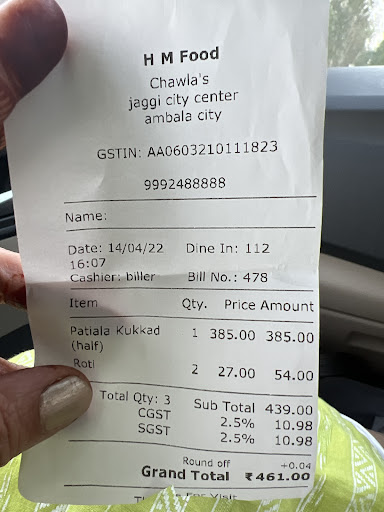 H M Food
Chawla's
jaggi city center
ambala city
GSTIN: AA0603210111823
9992488888
Name:
Date: 14/04/22 Dine In: 112
16:07
Cashier: biller Bill No.: 478
Item Qty. Price Amount
Patiala Kukkad 1 385.00 385.00
(half)
Roti 2 27.00 54.00
Total Qty: 3 Sub Total 439.00
CGST 2.5% 10.98
SGST 2.5% 10.98
Round off +0.04
Grand Total ₹461.00
For Visit